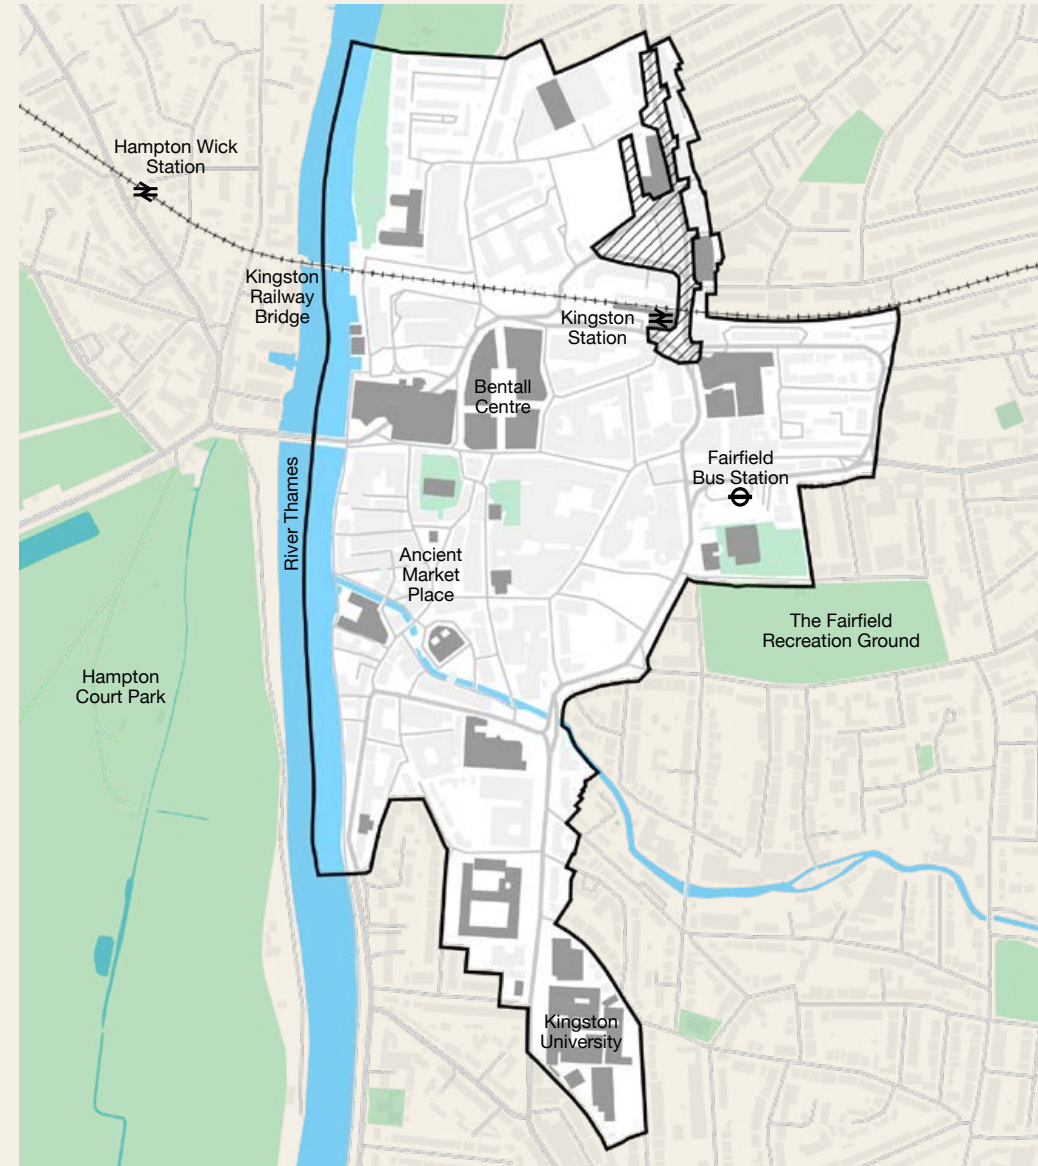 Hampton Wick
Station
Kingston
Railway
Bridge
Kingston
Station
Bentall
Centre
Fairfield
Bus Station
River Thames
Ancient
Market
Place
The Fairfield
Recreation Ground
Hampton
Court Park
Kingston
University